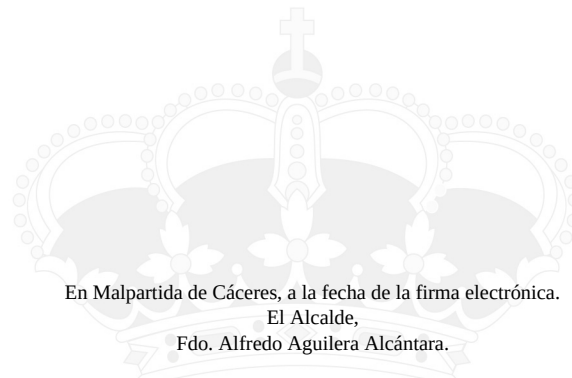 En Malpartida de Cáceres, a la fecha de la firma electrónica.
El Alcalde,
Fdo. Alfredo Aguilera Alcántara.